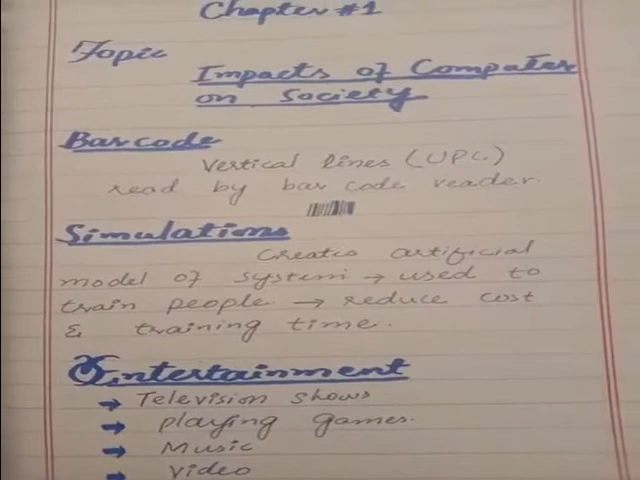 Chapter #1
Topic
Impacts of Computer
on Society
Barcode
Vertical lines (UPC)
read by bar code reader.
Simulations
Creates artificial
model of system → used to
train people → reduce cost
& training time.
Entertainment
→ Television shows
→ playing games.
→ Music
→ Video